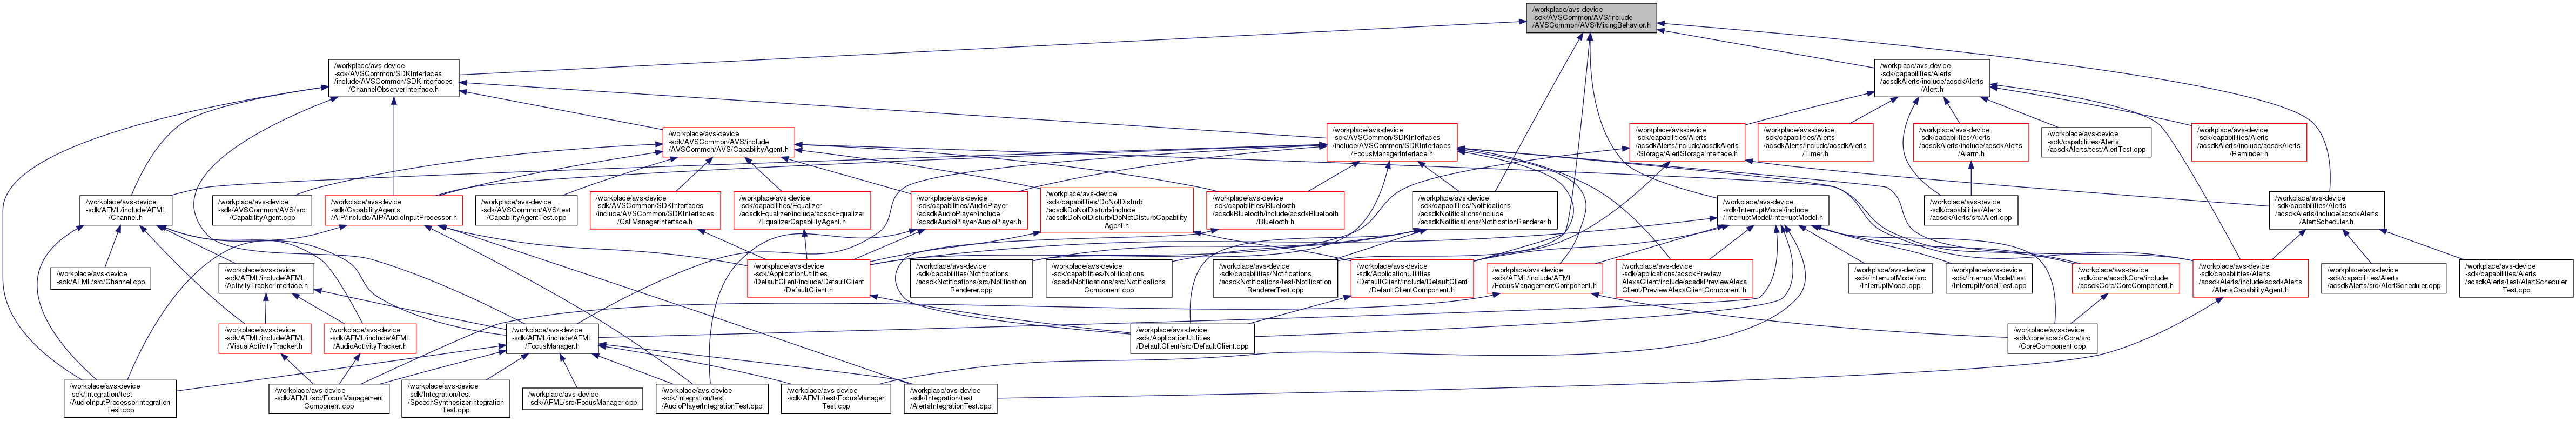 /workplace/avs-device
-sdk/AVSCommon/AVS/include
/AVSCommon/AVS/MixingBehavior.h
/workplace/avs-device
-sdk/AVSCommon/SDKInterfaces
/include/AVSCommon/SDKInterfaces
/ChannelObserverInterface.h
/workplace/avs-device
-sdk/capabilities/Alerts
/acsdkAlerts/include/acsdkAlerts
/Alert.h
/workplace/avs-device
-sdk/AVSCommon/AVS/include
/AVSCommon/AVS/CapabilityAgent.h
/workplace/avs-device
-sdk/AVSCommon/SDKInterfaces
/include/AVSCommon/SDKInterfaces
/FocusManagerInterface.h
/workplace/avs-device
-sdk/capabilities/Alerts
/acsdkAlerts/include/acsdkAlerts
/Storage/AlertStorageInterface.h
/workplace/avs-device
-sdk/capabilities/Alerts
/acsdkAlerts/include/acsdkAlerts
/Timer.h
/workplace/avs-device
-sdk/capabilities/Alerts
/acsdkAlerts/include/acsdkAlerts
/Alarm.h
/workplace/avs-device
-sdk/capabilities/Alerts
/acsdkAlerts/test/AlertTest.cpp
/workplace/avs-device
-sdk/capabilities/Alerts
/acsdkAlerts/include/acsdkAlerts
/Reminder.h
/workplace/avs-device
-sdk/AFML/include/AFML
/Channel.h
/workplace/avs-device
-sdk/AVSCommon/AVS/src
/CapabilityAgent.cpp
/workplace/avs-device
-sdk/CapabilityAgents
/AIP/include/AIP/AudioInputProcessor.h
/workplace/avs-device
-sdk/AVSCommon/AVS/test
/CapabilityAgentTest.cpp
/workplace/avs-device
-sdk/AVSCommon/SDKInterfaces
/include/AVSCommon/SDKInterfaces
/CallManagerInterface.h
/workplace/avs-device
-sdk/capabilities/Equalizer
/acsdkEqualizer/include/acsdkEqualizer
/EqualizerCapabilityAgent.h
/workplace/avs-device
-sdk/capabilities/AudioPlayer
/acsdkAudioPlayer/include
/acsdkAudioPlayer/AudioPlayer.h
/workplace/avs-device
-sdk/capabilities/DoNotDisturb
/acsdkDoNotDisturb/include
/acsdkDoNotDisturb/DoNotDisturbCapability
Agent.h
/workplace/avs-device
-sdk/capabilities/Bluetooth
/acsdkBluetooth/include/acsdkBluetooth
/Bluetooth.h
/workplace/avs-device
-sdk/capabilities/Notifications
/acsdkNotifications/include
/acsdkNotifications/NotificationRenderer.h
/workplace/avs-device
-sdk/InterruptModel/include
/InterruptModel/InterruptModel.h
/workplace/avs-device
-sdk/capabilities/Alerts
/acsdkAlerts/src/Alert.cpp
/workplace/avs-device
-sdk/capabilities/Alerts
/acsdkAlerts/include/acsdkAlerts
/AlertScheduler.h
/workplace/avs-device
-sdk/AFML/src/Channel.cpp
/workplace/avs-device
-sdk/AFML/include/AFML
/ActivityTrackerInterface.h
/workplace/avs-device
-sdk/ApplicationUtilities
/DefaultClient/include/DefaultClient
/DefaultClient.h
/workplace/avs-device
-sdk/capabilities/Notifications
/acsdkNotifications/src/Notification
Renderer.cpp
/workplace/avs-device
-sdk/capabilities/Notifications
/acsdkNotifications/src/Notifications
Component.cpp
/workplace/avs-device
-sdk/capabilities/Notifications
/acsdkNotifications/test/Notification
RendererTest.cpp
/workplace/avs-device
-sdk/ApplicationUtilities
/DefaultClient/include/DefaultClient
/DefaultClientComponent.h
/workplace/avs-device
-sdk/AFML/include/AFML
/FocusManagementComponent.h
/workplace/avs-device
-sdk/applications/acsdkPreview
AlexaClient/include/acsdkPreviewAlexa
Client/PreviewAlexaClientComponent.h
/workplace/avs-device
-sdk/InterruptModel/src
/InterruptModel.cpp
/workplace/avs-device
-sdk/InterruptModel/test
/InterruptModelTest.cpp
/workplace/avs-device
-sdk/core/acsdkCore/include
/acsdkCore/CoreComponent.h
/workplace/avs-device
-sdk/capabilities/Alerts
/acsdkAlerts/include/acsdkAlerts
/AlertsCapabilityAgent.h
/workplace/avs-device
-sdk/capabilities/Alerts
/acsdkAlerts/src/AlertScheduler.cpp
/workplace/avs-device
-sdk/capabilities/Alerts
/acsdkAlerts/test/AlertScheduler
Test.cpp
/workplace/avs-device
-sdk/AFML/include/AFML
/VisualActivityTracker.h
/workplace/avs-device
-sdk/AFML/include/AFML
/AudioActivityTracker.h
/workplace/avs-device
-sdk/AFML/include/AFML
/FocusManager.h
/workplace/avs-device
-sdk/ApplicationUtilities
/DefaultClient/src/DefaultClient.cpp
/workplace/avs-device
-sdk/core/acsdkCore/src
/CoreComponent.cpp
/workplace/avs-device
-sdk/Integration/test
/AudioInputProcessorIntegration
Test.cpp
/workplace/avs-device
-sdk/AFML/src/FocusManagement
Component.cpp
/workplace/avs-device
-sdk/Integration/test
/SpeechSynthesizerIntegration
Test.cpp
/workplace/avs-device
-sdk/AFML/src/FocusManager.cpp
/workplace/avs-device
-sdk/Integration/test
/AudioPlayerIntegrationTest.cpp
/workplace/avs-device
-sdk/AFML/test/FocusManager
Test.cpp
/workplace/avs-device
-sdk/Integration/test
/AlertsIntegrationTest.cpp